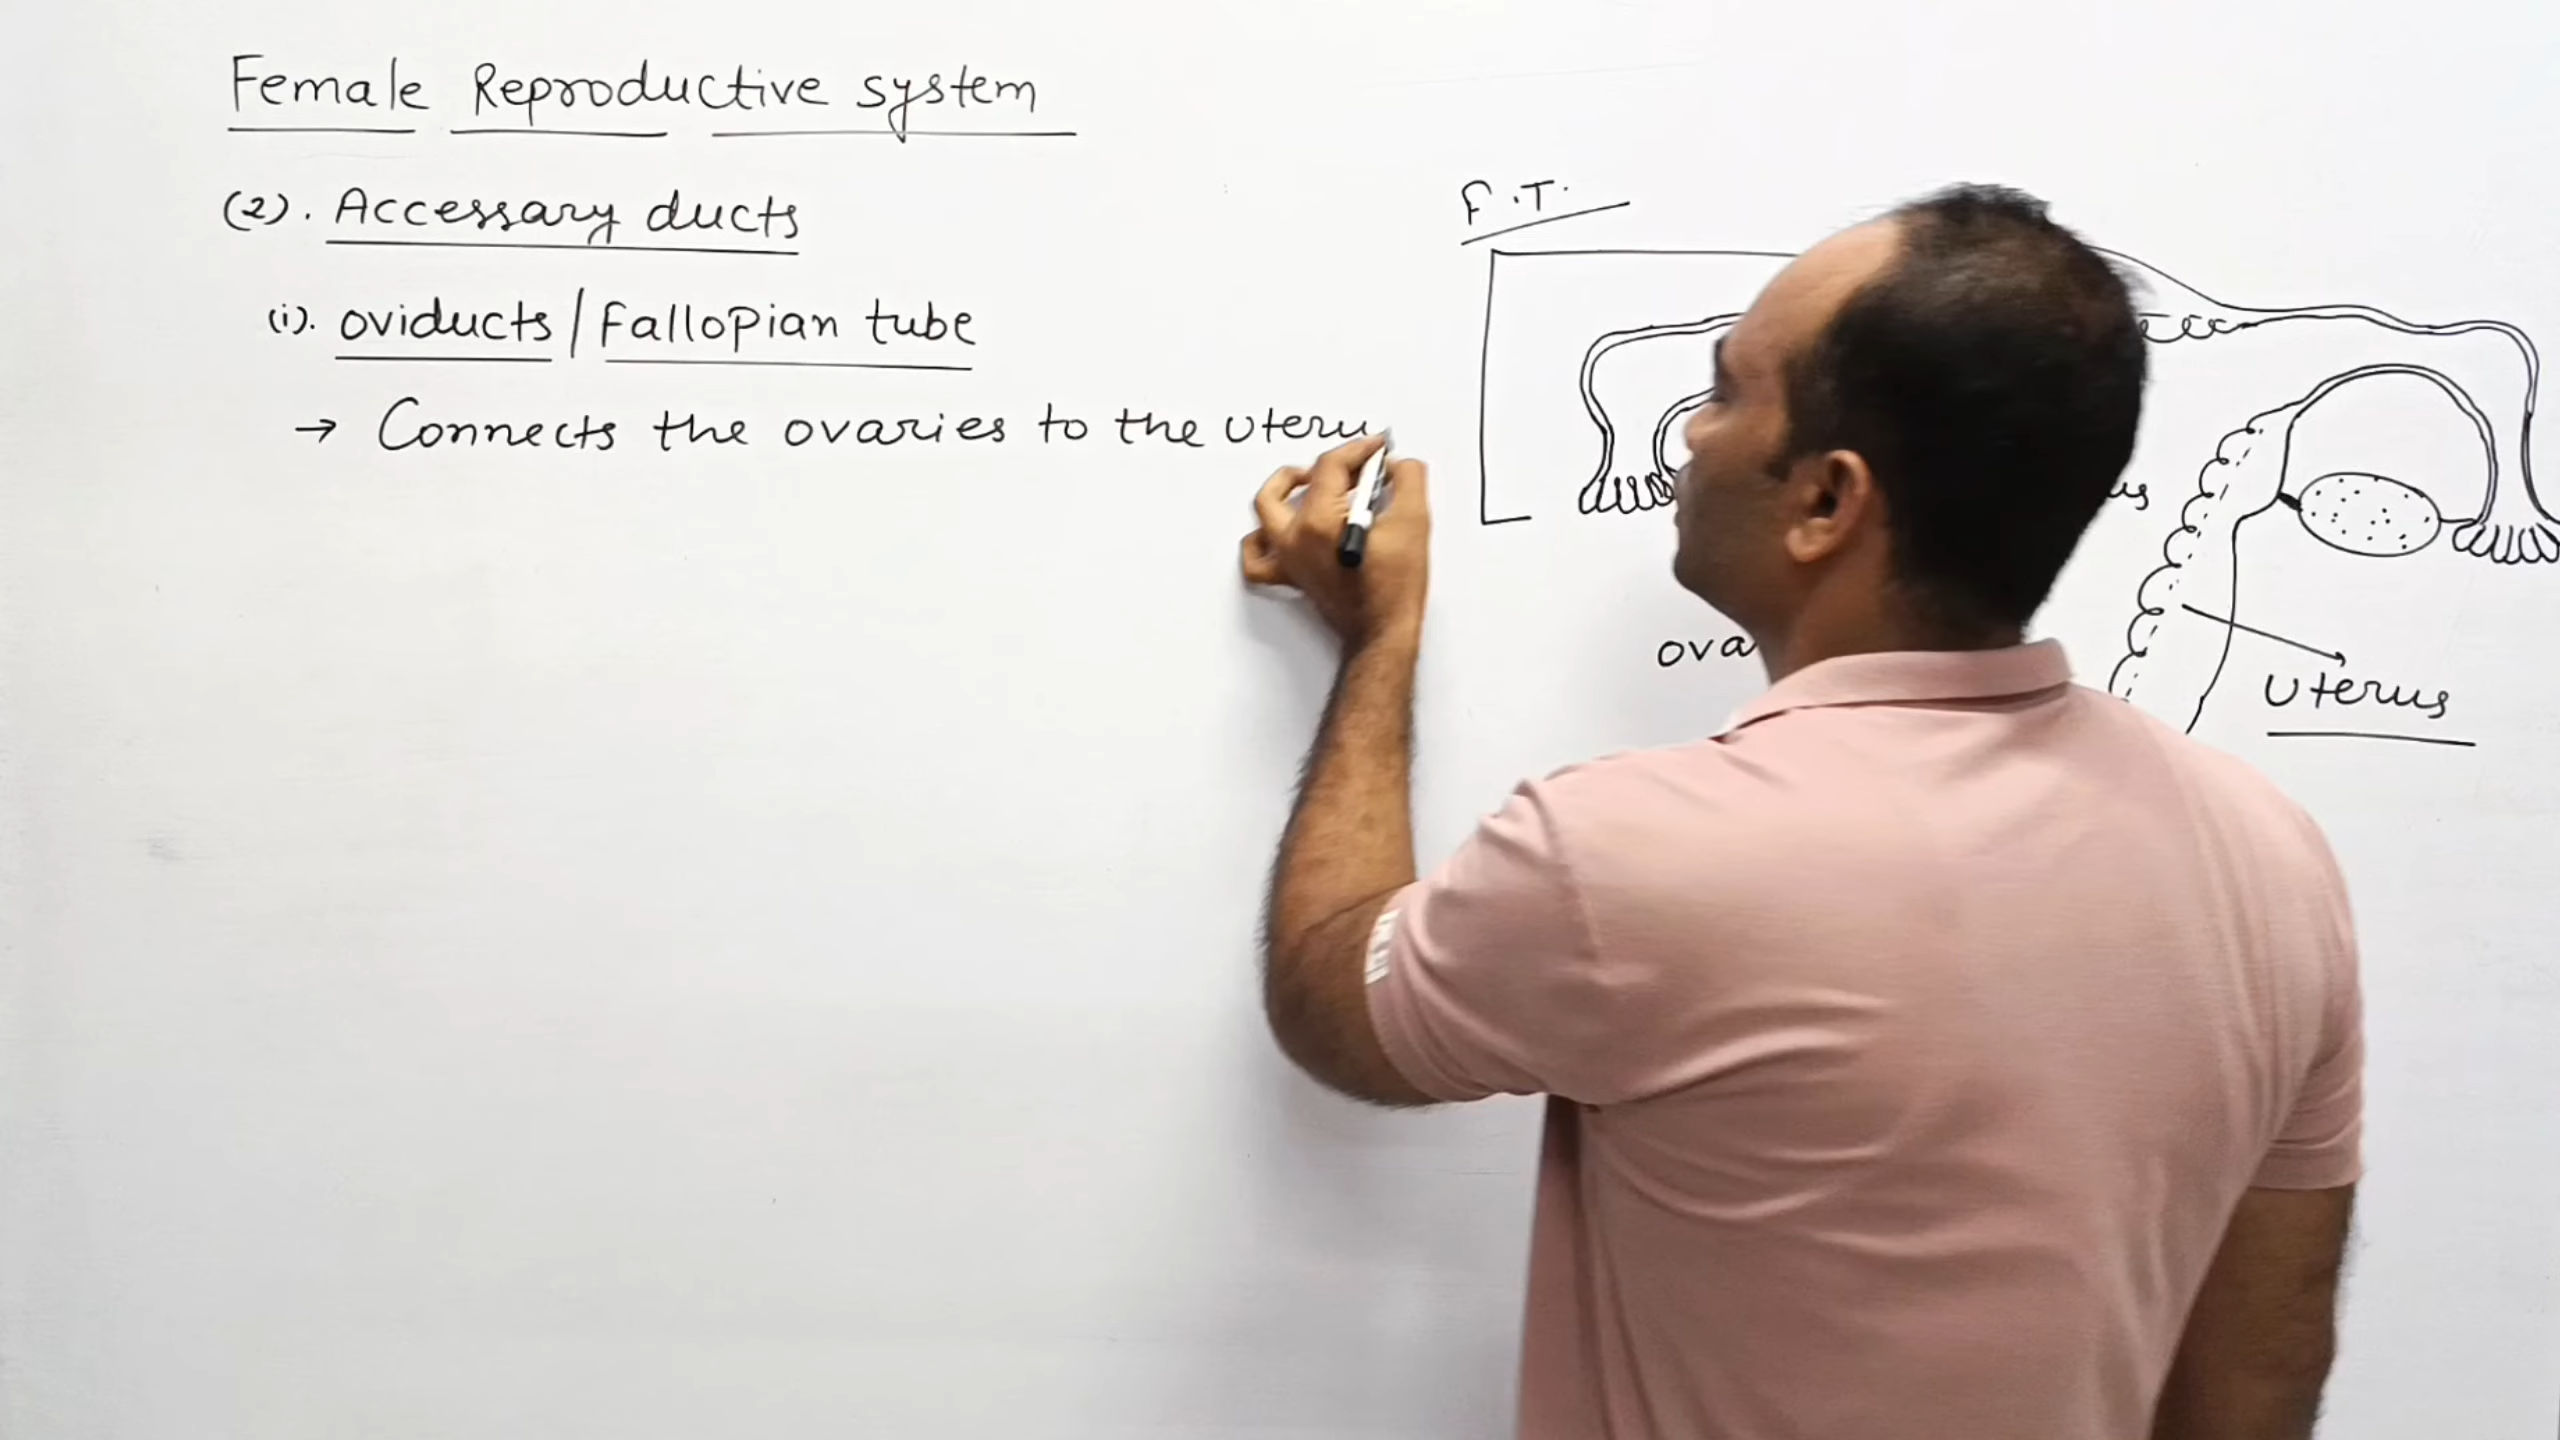 Female Reproductive system
(2). Accessary ducts
(i). oviducts / Fallopian tube
→ Connects the ovaries to the uteru
F.T.
uterus